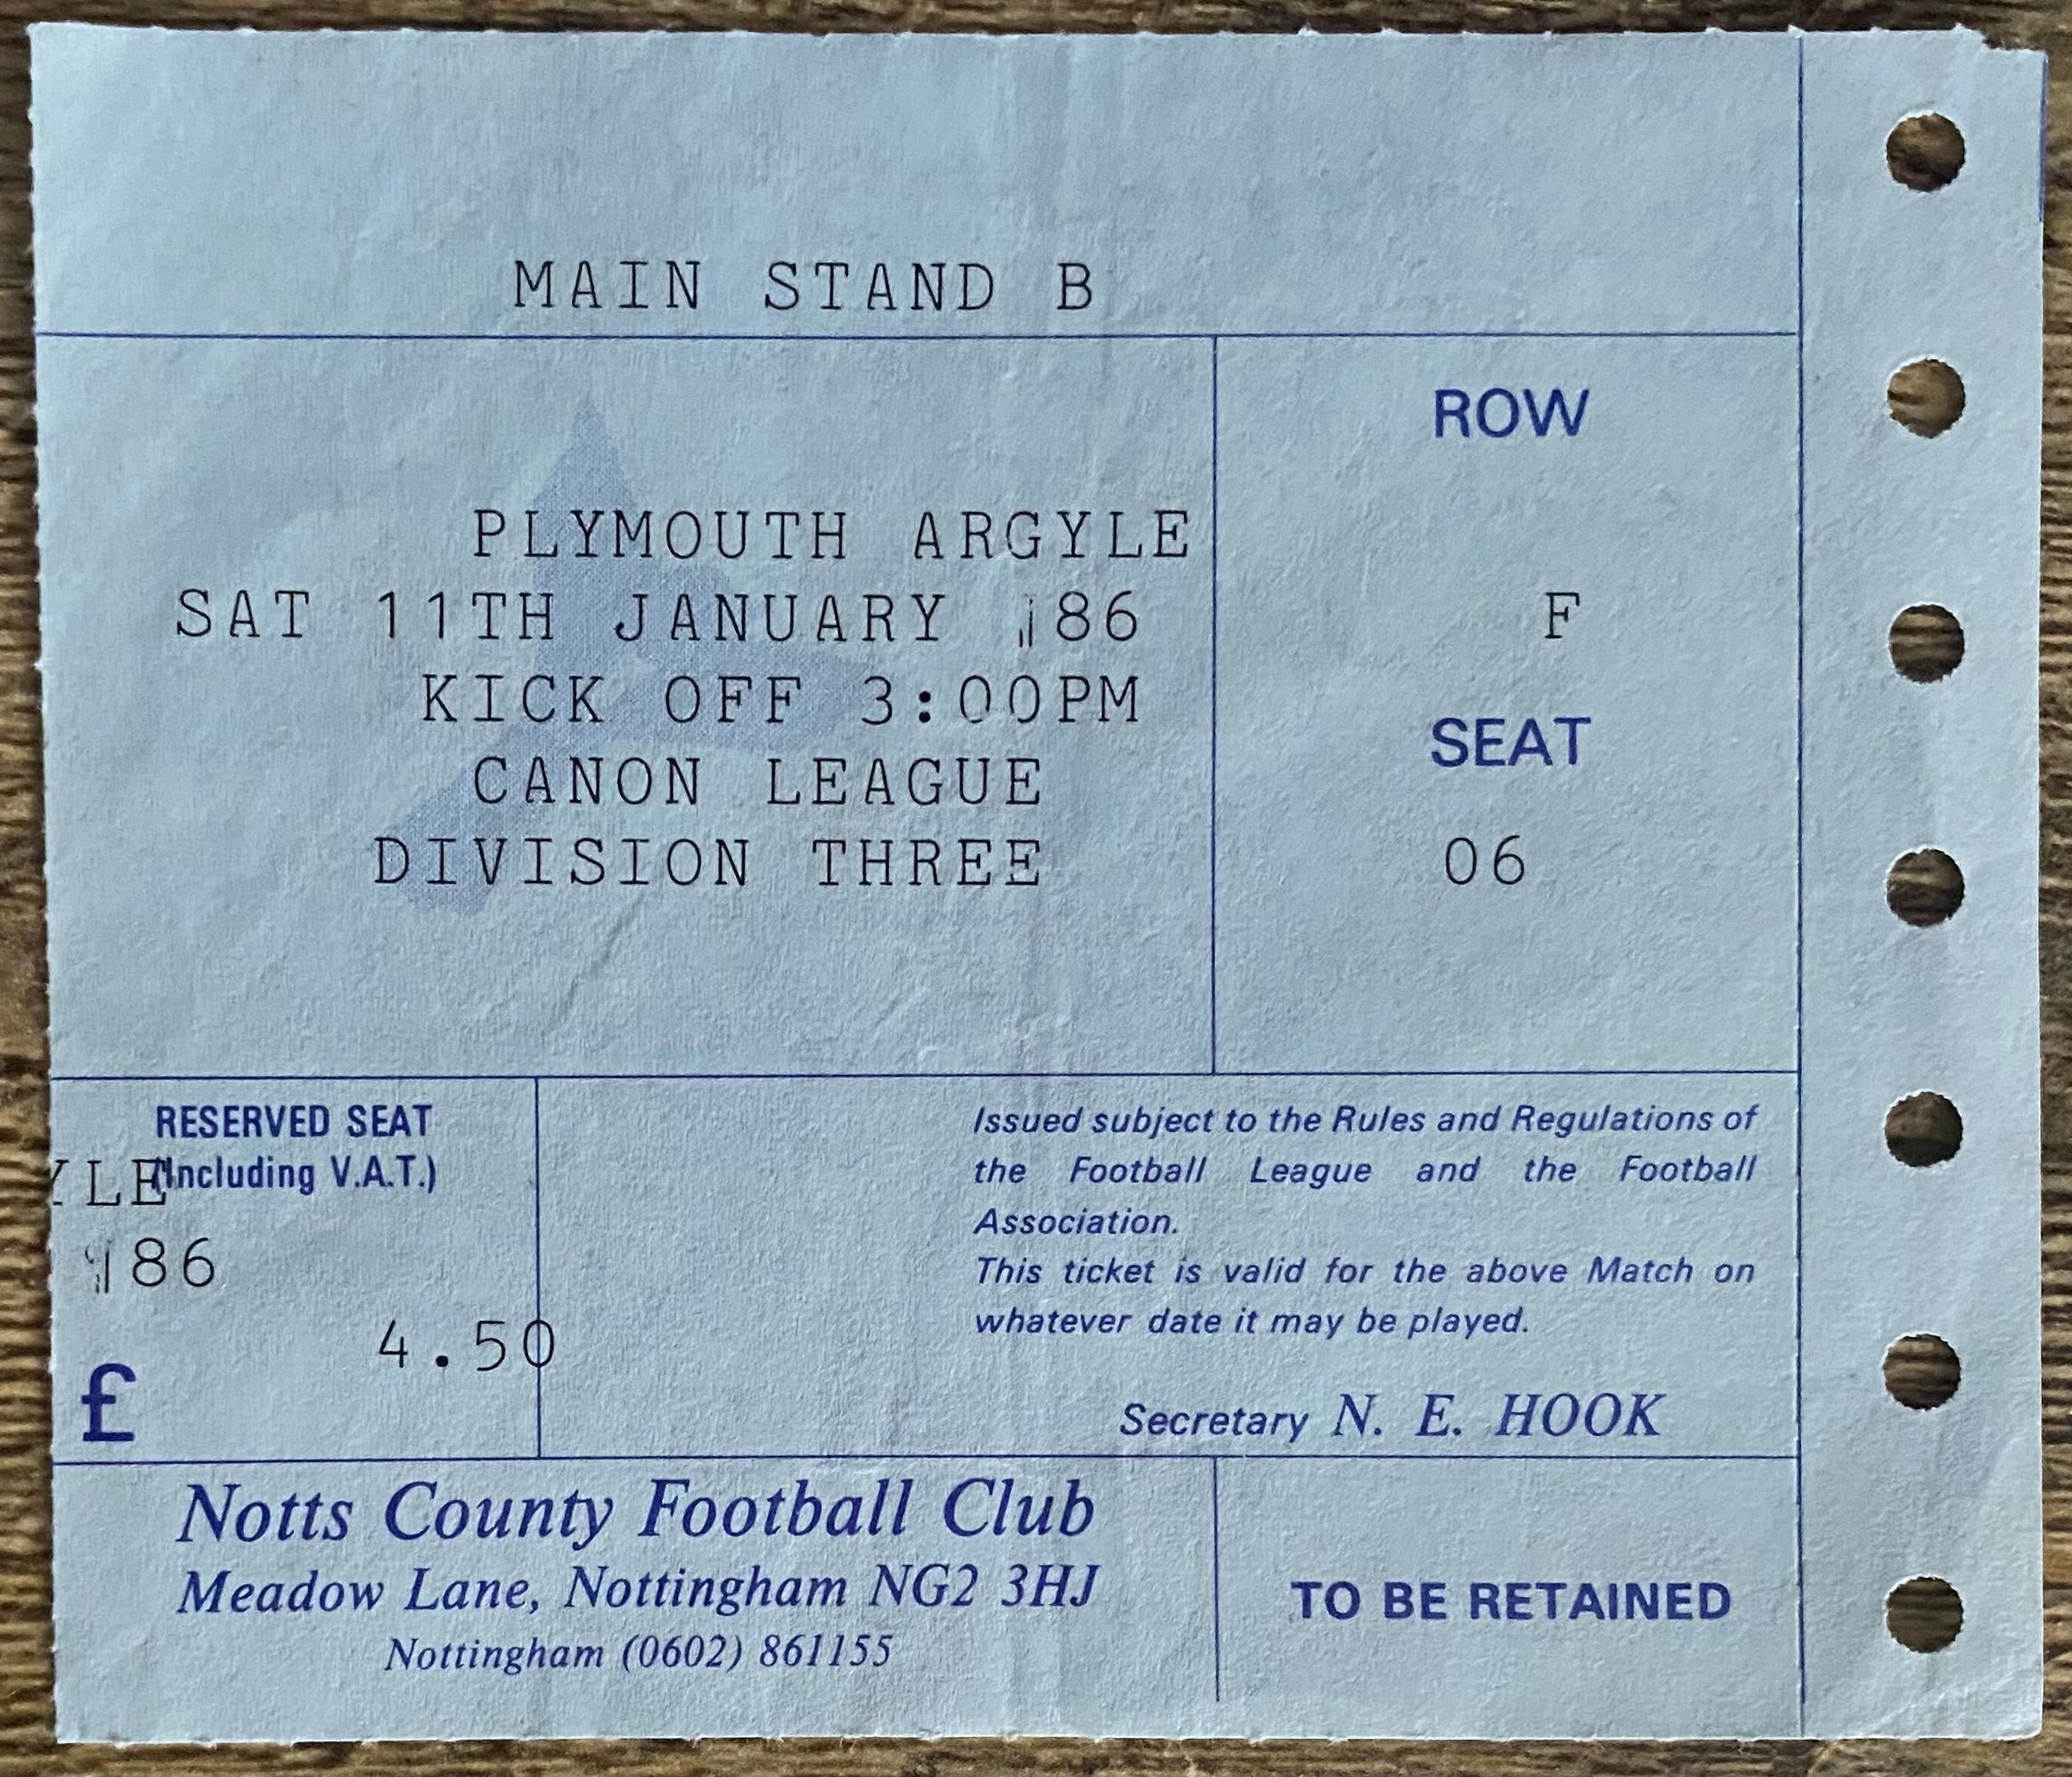 MAIN STAND B
PLYMOUTH ARGYLE
SAT 11TH JANUARY '86
KICK OFF 3:00PM
CANON LEAGUE
DIVISION THREE
ROW
F
SEAT
06
RESERVED SEAT
(Including V.A.T.)
YLE
'86
4.50
£
Issued subject to the Rules and Regulations of
the Football League and the Football
Association.
This ticket is valid for the above Match on
whatever date it may be played.
Secretary N. E. HOOK
Notts County Football Club
Meadow Lane, Nottingham NG2 3HJ
Nottingham (0602) 861155
TO BE RETAINED